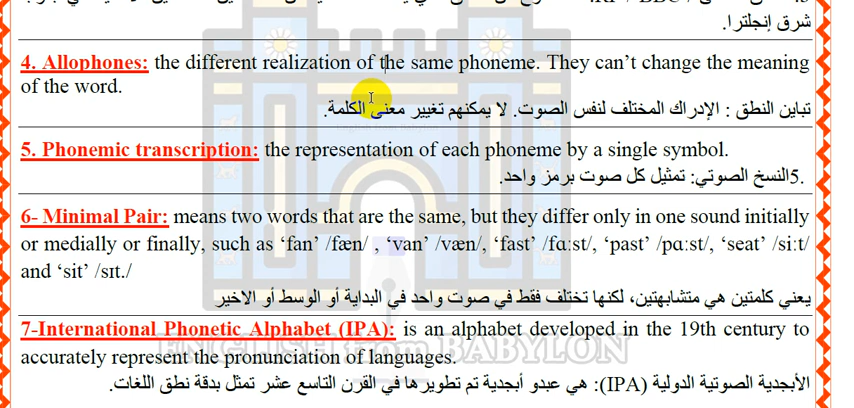 شرق إنجلترا.
4. Allophones: the different realization of the same phoneme. They can’t change the meaning
of the word.
تباين النطق : الإدراك المختلف لنفس الصوت. لا يمكنهم تغيير معنى الكلمة.
5. Phonemic transcription: the representation of each phoneme by a single symbol.
5.النسخ الصوتي: تمثيل كل صوت برمز واحد.
6- Minimal Pair: means two words that are the same, but they differ only in one sound initially
or medially or finally, such as ‘fan’ /fæn/ , ‘van’ /væn/, ‘fast’ /fɑːst/, ‘past’ /pɑːst/, ‘seat’ /siːt/
and ‘sit’ /sɪt./
يعني كلمتين هي متشابهتين، لكنها تختلف فقط في صوت واحد في البداية أو الوسط أو الاخير
7-International Phonetic Alphabet (IPA): is an alphabet developed in the 19th century to
accurately represent the pronunciation of languages.
ENGLISH from BABYLON
الأبجدية الصوتية الدولية (IPA): هي عبدو أبجدية تم تطويرها في القرن التاسع عشر تمثل بدقة نطق اللغات.